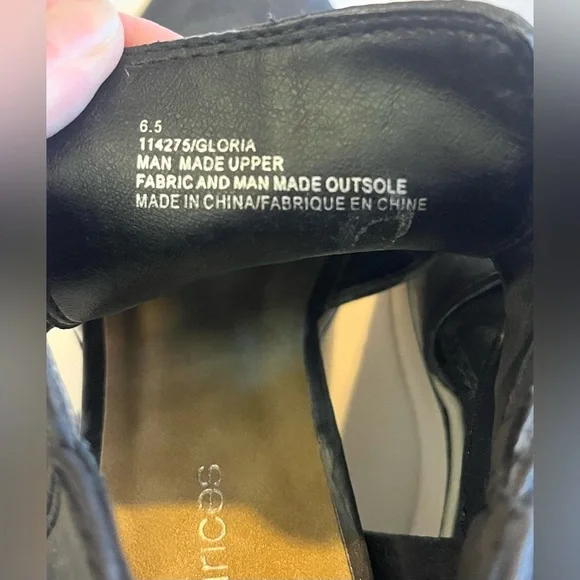 6.5
114275/GLORIA
MAN MADE UPPER
FABRIC AND MAN MADE OUTSOLE
MADE IN CHINA/FABRIQUE EN CHINE